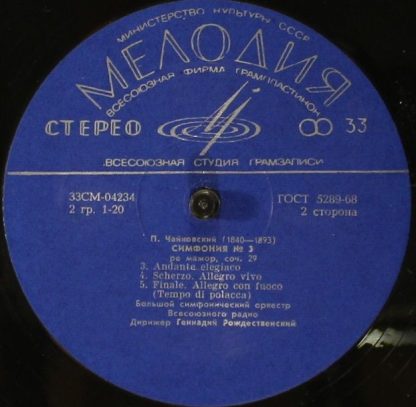 МИНИСТЕРСТВО КУЛЬТУРЫ СССР
МЕЛОДИЯ
ВСЕСОЮЗНАЯ ФИРМА ГРАМПЛАСТИНОК
СТЕРЕО 33
ВСЕСОЮЗНАЯ СТУДИЯ ГРАМЗАПИСИ
33СМ-04234 ГОСТ 5289-68
2 гр. 1-20 2 сторона
П. Чайковский (1840—1893)
СИМФОНИЯ № 3
ре мажор, соч. 29
3. Andante elegiaco
4. Scherzo. Allegro vivo
5. Finale. Allegro con fuoco
(Tempo di polacca)
Большой симфонический оркестр
Всесоюзного радио
Дирижер Геннадий Рождественский